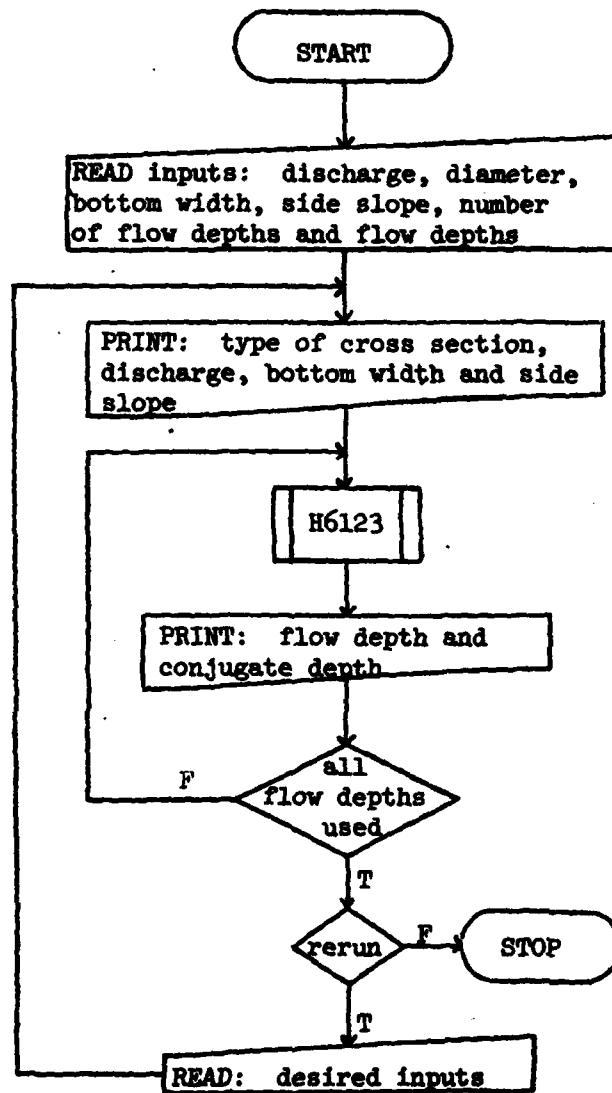 START
READ inputs: discharge, diameter,
bottom width, side slope, number
of flow depths and flow depths
PRINT: type of cross section,
discharge, bottom width and side
slope
H6123
PRINT: flow depth and
conjugate depth
all
flow depths
used
F
T
rerun
F
STOP
T
READ: desired inputs